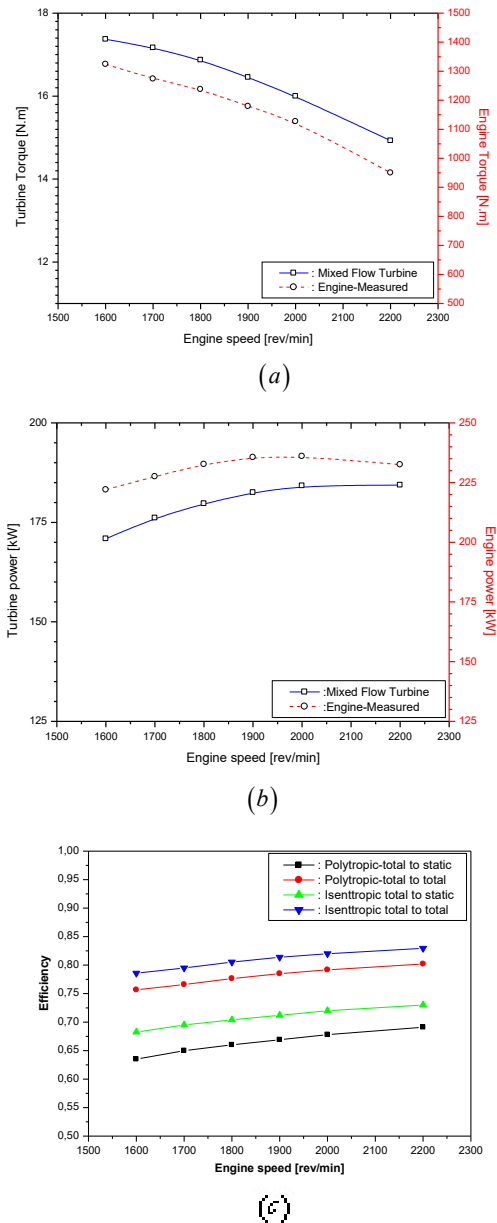 18
16
14
12
1500
1400
1300
1200
1100
1000
900
800
700
600
500
Turbine Torque [N.m]
Engine Torque [N.m]
: Mixed Flow Turbine
: Engine-Measured
1500 1600 1700 1800 1900 2000 2100 2200 2300
Engine speed [rev/min]
(a)
200
175
150
125
250
225
200
225
250
175
150
125
Turbine power [kW]
Engine power [kW]
:Mixed Flow Turbine
:Engine-Measured
1500 1600 1700 1800 1900 2000 2100 2200 2300
Engine speed [rev/min]
(b)
1,00
0,95
0,90
0,85
0,80
0,75
0,70
0,65
0,60
0,55
0,50
Efficiency
: Polytropic-total to static
: Polytropic-total to total
: Isenttropic total to static
: Isenttropic total to total
1500 1600 1700 1800 1900 2000 2100 2200 2300
Engine speed [rev/min]
(c)